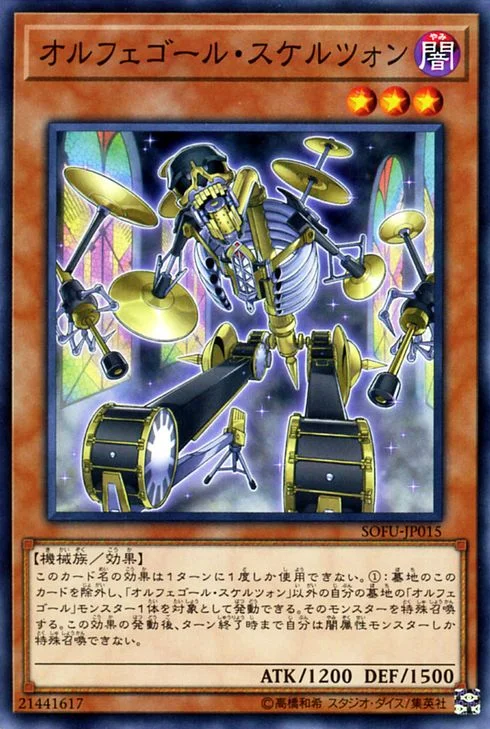 オルフェゴール・スケルツォン
闇
SOFU-JP015
【機械族/効果】
このカード名の効果は1ターンに1度しか使用できない。①:墓地のこの
カードを除外し、「オルフェゴール・スケルツォン」以外の自分の墓地の「オルフェ
ゴール」モンスター1体を対象として発動できる。そのモンスターを特殊召喚
する。この効果の発動後、ターン終了時まで自分は闇属性モンスターしか
特殊召喚できない。
ATK/1200 DEF/1500
21441617 ©高橋和希 スタジオ・ダイス/集英社